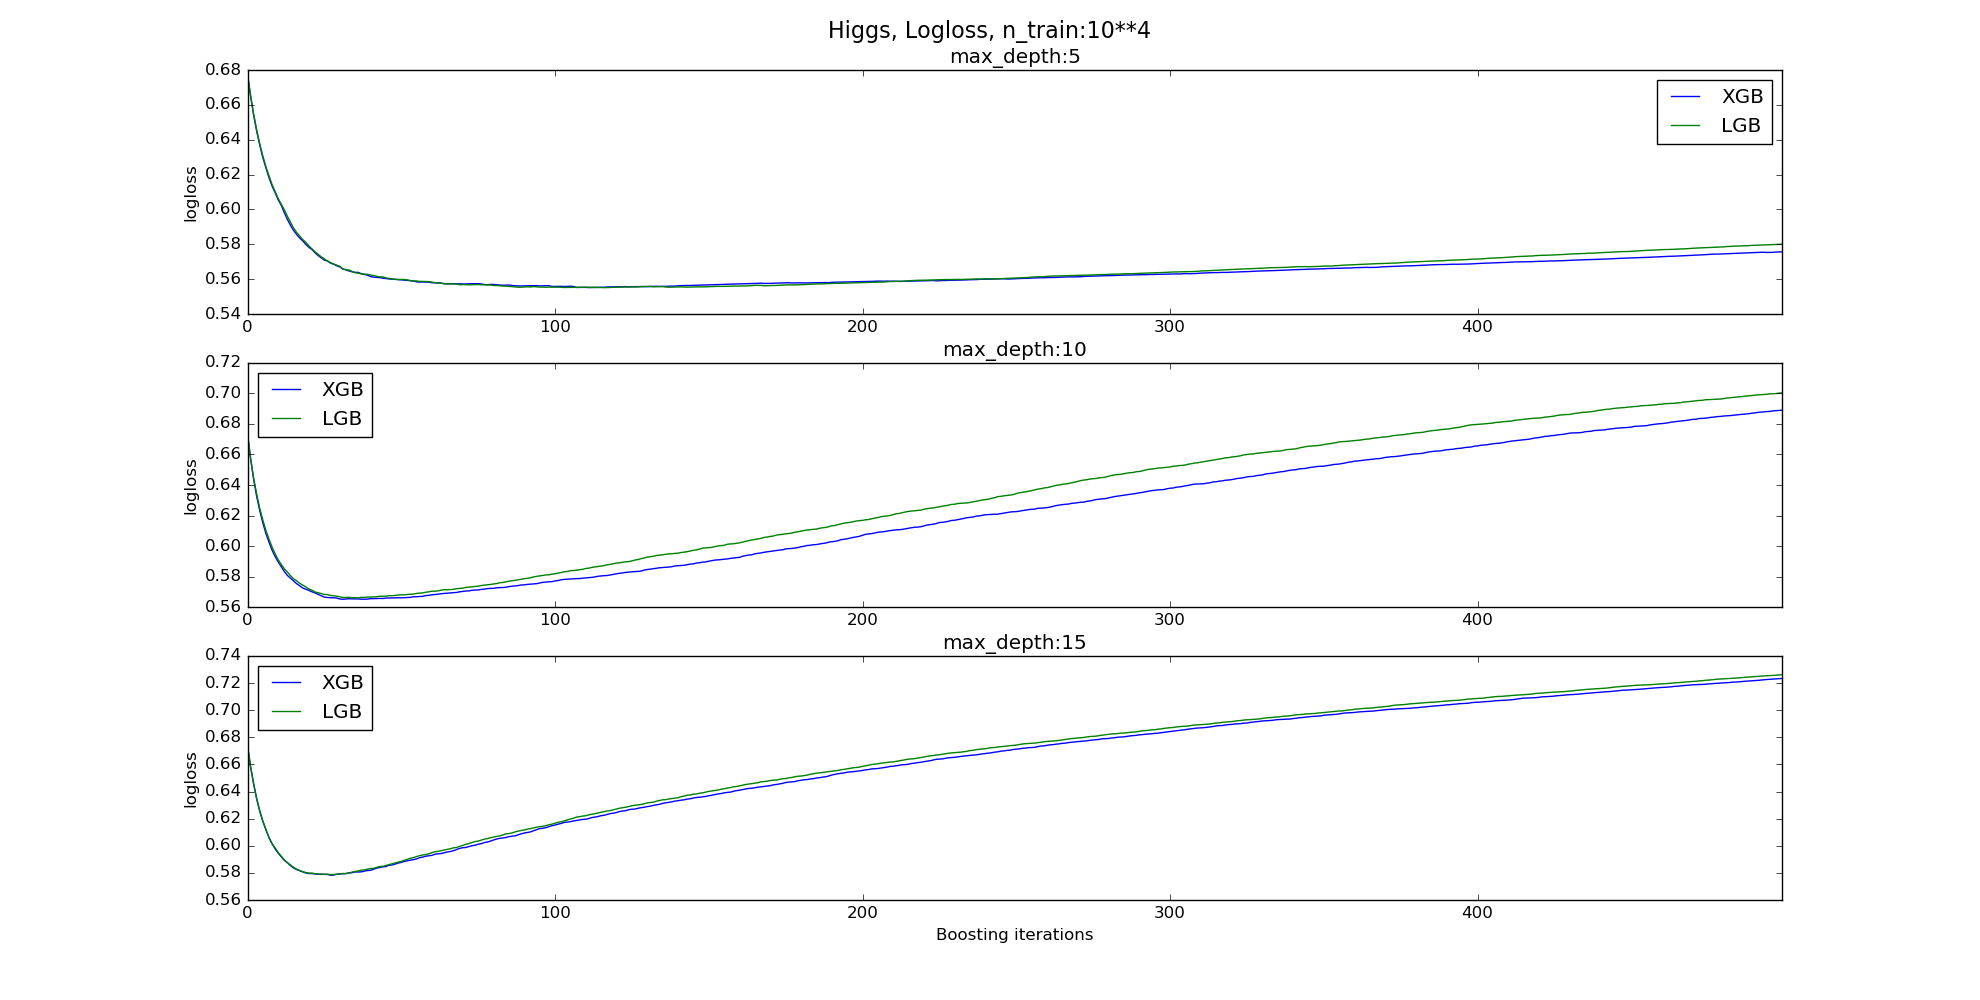 Higgs, Logloss, n_train:10**4
max_depth:5
0.68
0.66
0.64
0.62
0.60
0.58
0.56
0.54
logloss
XGB
LGB
0 100 200 300 400
max_depth:10
0.72
0.70
0.68
0.66
0.64
0.62
0.60
0.58
0.56
logloss
XGB
LGB
0 100 200 300 400
max_depth:15
0.74
0.72
0.70
0.68
0.66
0.64
0.62
0.60
0.58
0.56
logloss
XGB
LGB
0 100 200 300 400
Boosting iterations